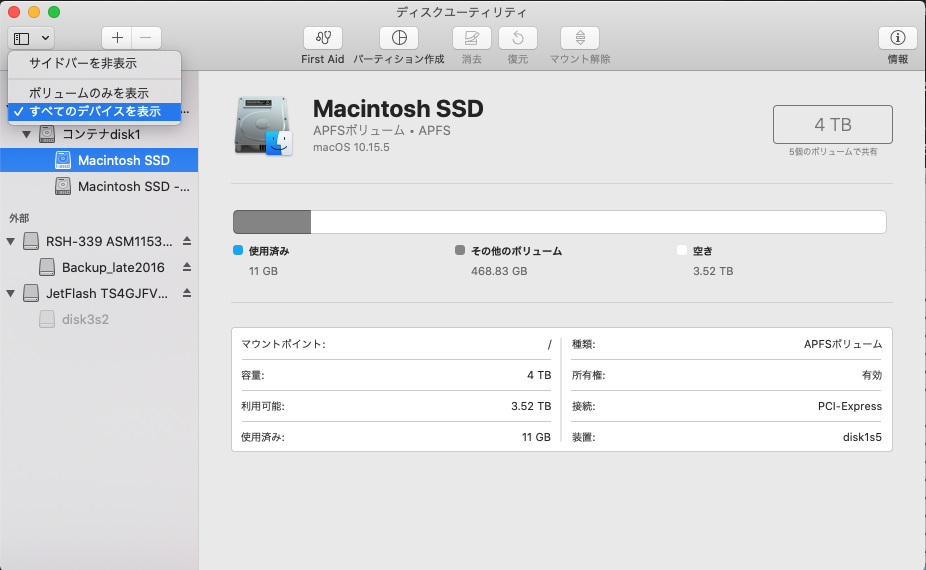 ディスクユーティリティ
First Aid
パーティション作成
消去
復元
マウント解除
情報
サイドバーを非表示
ボリュームのみを表示
✓ すべてのデバイスを表示
...
コンテナdisk1
Macintosh SSD
Macintosh SSD -...
外部
RSH-339 ASM1153...
Backup_late2016
JetFlash TS4GJFV...
disk3s2
Macintosh SSD
APFSボリューム • APFS
macOS 10.15.5
4 TB
5個のボリュームで共有
使用済み
11 GB
その他のボリューム
468.83 GB
空き
3.52 TB
マウントポイント: /
容量: 4 TB
利用可能: 3.52 TB
使用済み: 11 GB
種類: APFSボリューム
所有権: 有効
接続: PCI-Express
装置: disk1s5